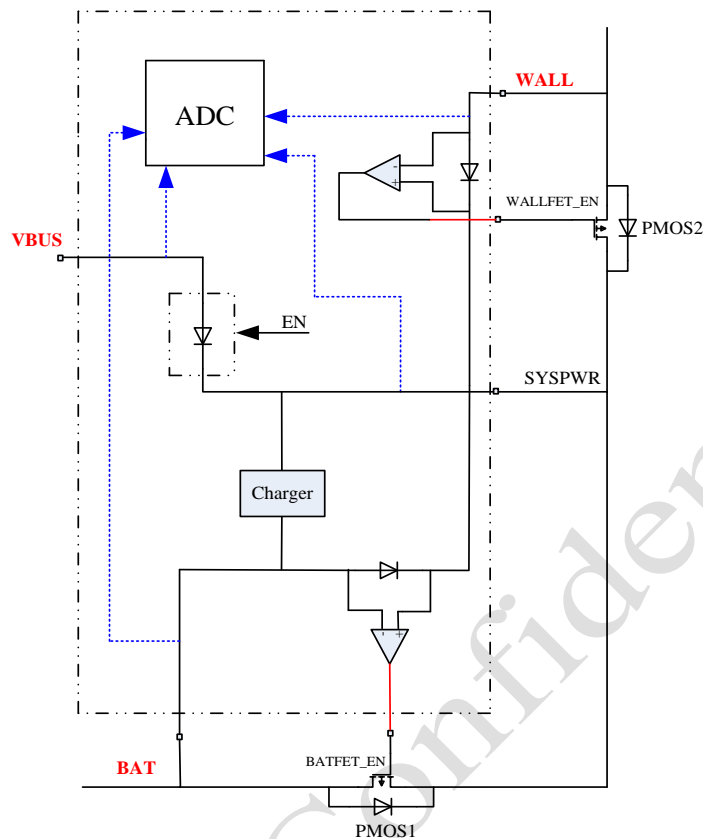 WALL
ADC
- +
WALLFET_EN
PMOS2
VBUS
EN
SYSPWR
Charger
- +
BATFET_EN
BAT
PMOS1
Confiden